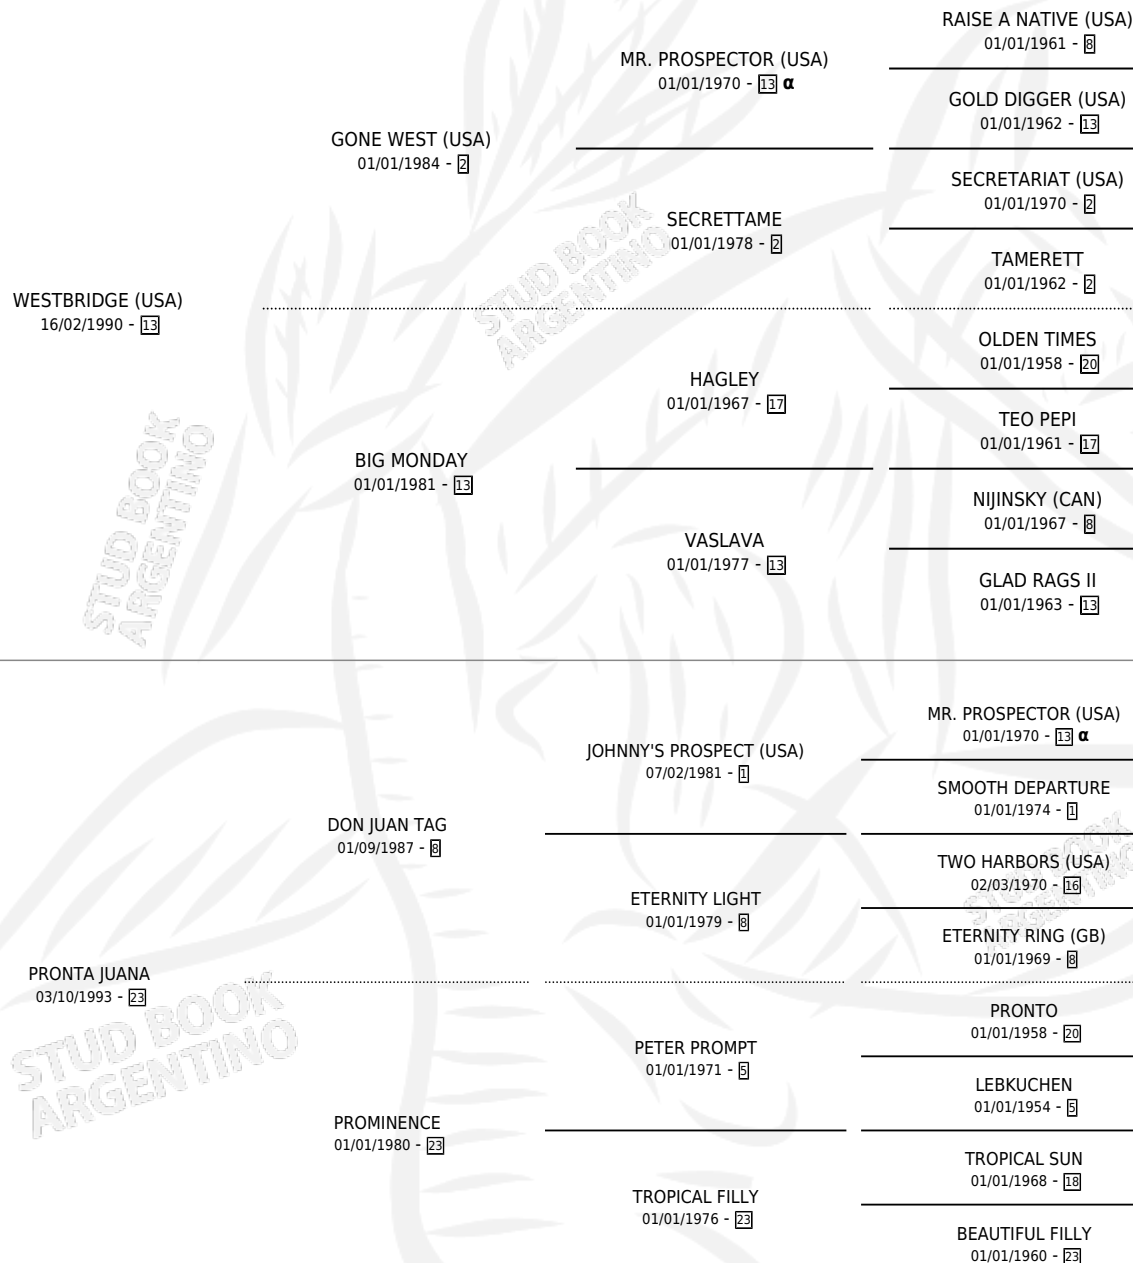 RAISE A NATIVE (USA)
01/01/1961 - 8
MR. PROSPECTOR (USA)
01/01/1970 - 13 α
GOLD DIGGER (USA)
01/01/1962 - 13
GONE WEST (USA)
01/01/1984 - 2
SECRETARIAT (USA)
01/01/1970 - 2
SECRETTAME
01/01/1978 - 2
TAMERETT
01/01/1962 - 2
WESTBRIDGE (USA)
16/02/1990 - 13
OLDEN TIMES
01/01/1958 - 20
HAGLEY
01/01/1967 - 17
TEO PEPI
01/01/1961 - 17
BIG MONDAY
01/01/1981 - 13
NIJINSKY (CAN)
01/01/1967 - 8
VASLAVA
01/01/1977 - 13
GLAD RAGS II
01/01/1963 - 13
MR. PROSPECTOR (USA)
01/01/1970 - 13 α
JOHNNY'S PROSPECT (USA)
07/02/1981 - 1
SMOOTH DEPARTURE
01/01/1974 - 1
DON JUAN TAG
01/09/1987 - 8
TWO HARBORS (USA)
02/03/1970 - 16
ETERNITY LIGHT
01/01/1979 - 8
ETERNITY RING (GB)
01/01/1969 - 8
PRONTA JUANA
03/10/1993 - 23
PRONTO
01/01/1958 - 20
PETER PROMPT
01/01/1971 - 5
LEBKUCHEN
01/01/1954 - 5
PROMINENCE
01/01/1980 - 23
TROPICAL SUN
01/01/1968 - 18
TROPICAL FILLY
01/01/1976 - 23
BEAUTIFUL FILLY
01/01/1960 - 23
STUD BOOK
ARGENTINO
STUD BOOK
ARGENTINO
STUD BOOK
ARGENTINO
STUD BOOK
ARGENTINO